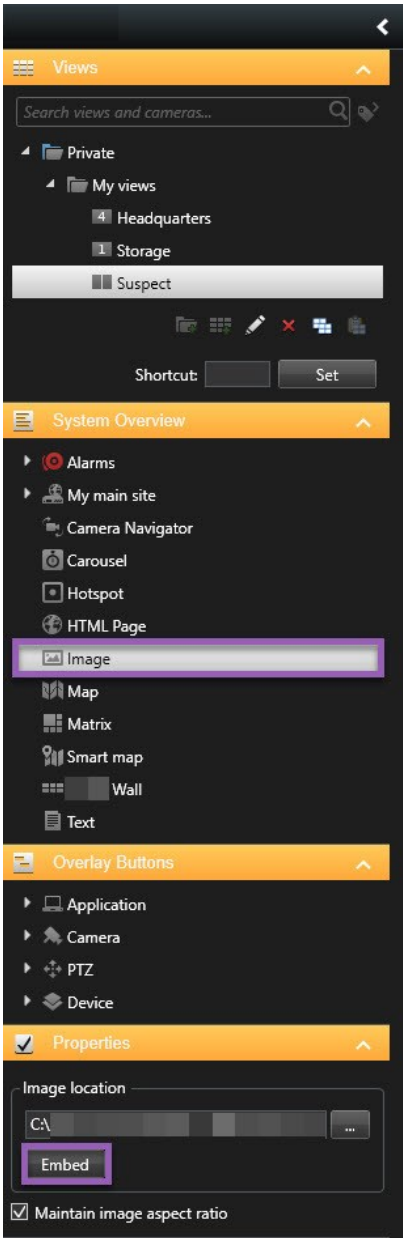 Views
Search views and cameras...
Private
My views
4 Headquarters
1 Storage
Suspect
Shortcut: Set
System Overview
Alarms
My main site
Camera Navigator
Carousel
Hotspot
HTML Page
Image
Map
Matrix
Smart map
Wall
Text
Overlay Buttons
Application
Camera
PTZ
Device
Properties
Image location
C:\ ...
Embed
Maintain image aspect ratio